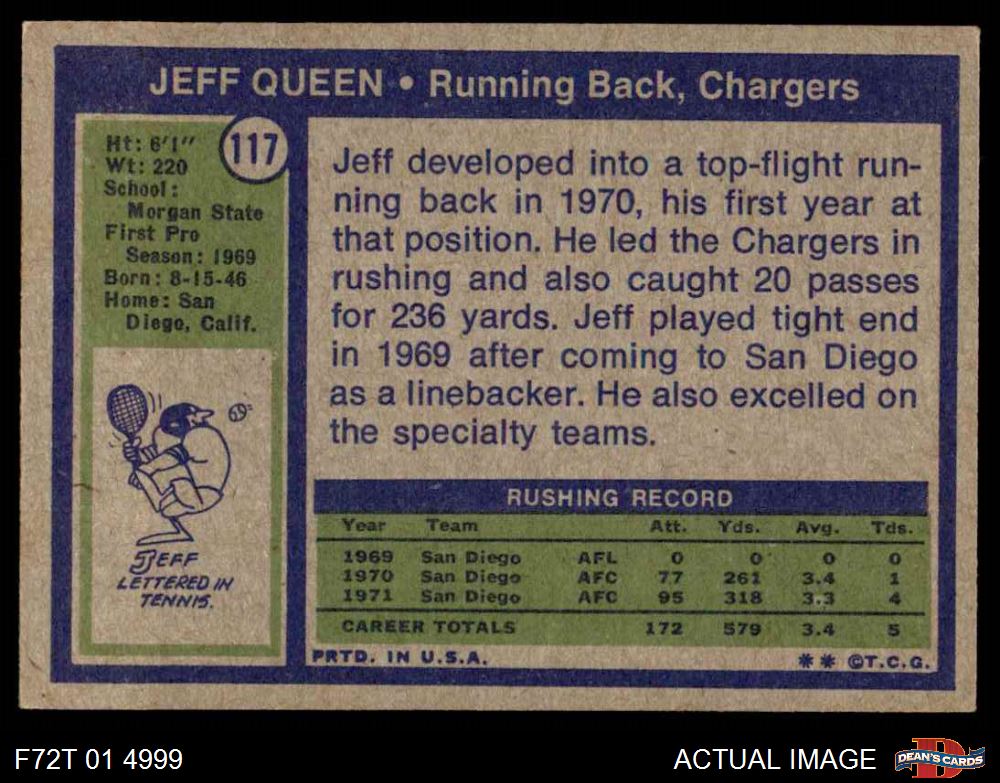 JEFF QUEEN • Running Back, Chargers
117
Ht: 6'1"
Wt: 220
School:
Morgan State
First Pro
Season: 1969
Born: 8-15-46
Home: San
Diego, Calif.
JEFF
LETTERED IN
TENNIS.
Jeff developed into a top-flight run-
ning back in 1970, his first year at
that position. He led the Chargers in
rushing and also caught 20 passes
for 236 yards. Jeff played tight end
in 1969 after coming to San Diego
as a linebacker. He also excelled on
the specialty teams.
RUSHING RECORD
Year Team Att. Yds. Avg. Tds.
1969 San Diego AFL 0 0 0 0
1970 San Diego AFC 77 261 3.4 1
1971 San Diego AFC 95 318 3.3 4
CAREER TOTALS 172 579 3.4 5
PRTD. IN U.S.A. ** ©T.C.G.
F72T 01 4999
ACTUAL IMAGE
D
DEAN'S CARDS